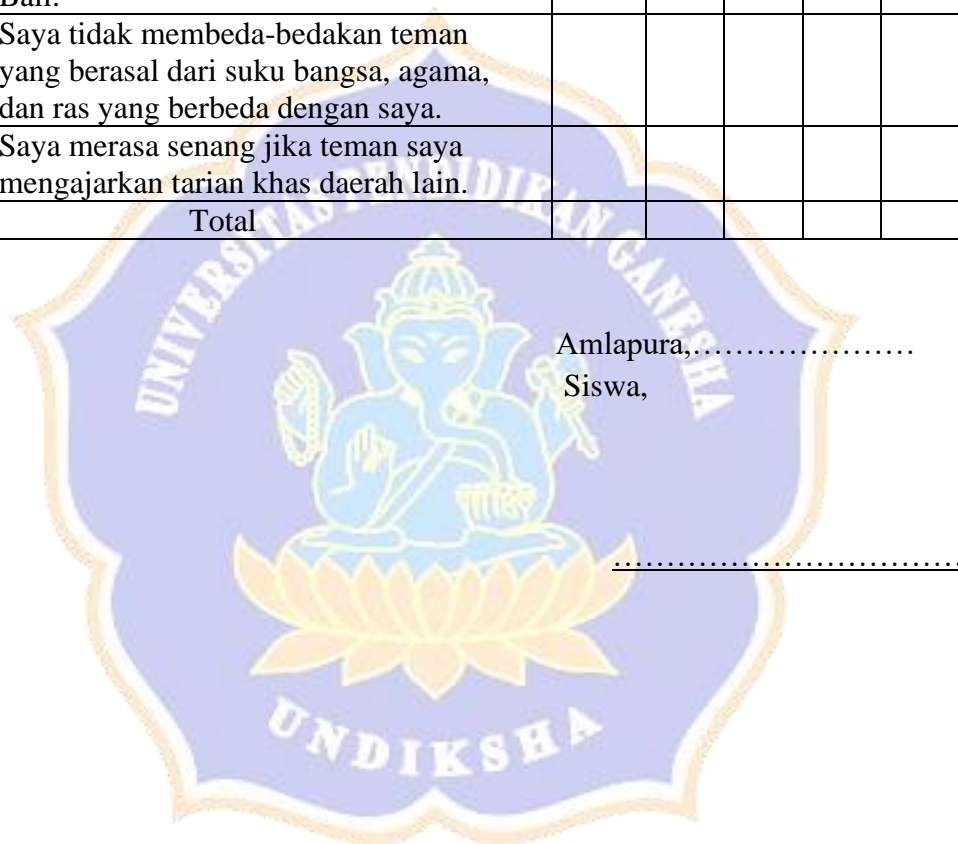 Bali.
Saya tidak membeda-bedakan teman
yang berasal dari suku bangsa, agama,
dan ras yang berbeda dengan saya.
Saya merasa senang jika teman saya
mengajarkan tarian khas daerah lain.
Total
UNIVERSITAS PENDIDIKAN GANESHA
Amlapura,…………………
Siswa,
……………………………
UNDIKSHA